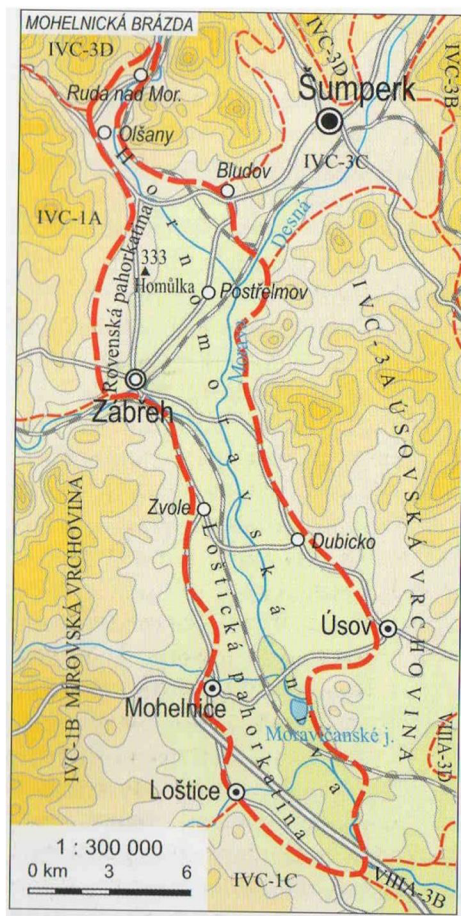 MOHELNICKÁ BRÁZDA
IVC-3D
IVC-3D
IVC-3B
Ruda nad Mor.
Šumperk
Olšany
IVC-3C
Bludov
IVC-1A
Desná
333
Homůlka
Postřelmov
Rovenská pahorkatina
Hornomoravská niva
Morava
IVC-3A ÚSOVSKÁ VRCHOVINA
Zábřeh
Zvole
Dubicko
Loštická pahorkatina
IVC-1B MÍROVSKÁ VRCHOVINA
Úsov
Mohelnice
Moravičanské j.
VIIIA-3D
Loštice
1 : 300 000
0 km 3 6
IVC-1C
VIIIA-3B